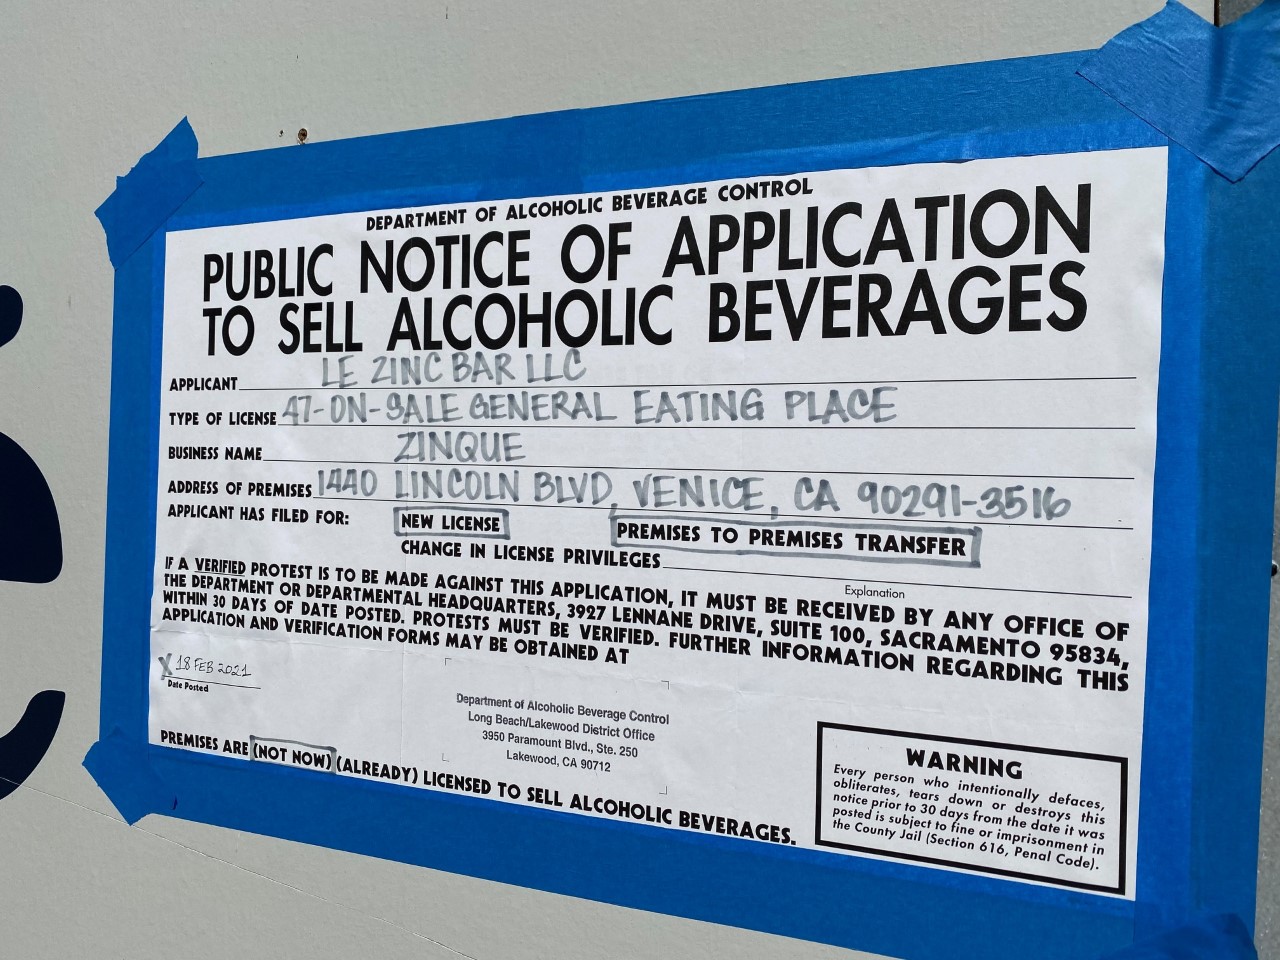 DEPARTMENT OF ALCOHOLIC BEVERAGE CONTROL
PUBLIC NOTICE OF APPLICATION
TO SELL ALCOHOLIC BEVERAGES
APPLICANT LE ZINC BAR LLC
TYPE OF LICENSE 47-ON-SALE GENERAL EATING PLACE
BUSINESS NAME ZINQUE
ADDRESS OF PREMISES 1440 LINCOLN BLVD, VENICE, CA 90291-3516
APPLICANT HAS FILED FOR: NEW LICENSE PREMISES TO PREMISES TRANSFER
CHANGE IN LICENSE PRIVILEGES
Explanation
IF A VERIFIED PROTEST IS TO BE MADE AGAINST THIS APPLICATION, IT MUST BE RECEIVED BY ANY OFFICE OF
THE DEPARTMENT OR DEPARTMENTAL HEADQUARTERS, 3927 LENNANE DRIVE, SUITE 100, SACRAMENTO 95834,
WITHIN 30 DAYS OF DATE POSTED. PROTESTS MUST BE VERIFIED. FURTHER INFORMATION REGARDING THIS
APPLICATION AND VERIFICATION FORMS MAY BE OBTAINED AT
X 18 FEB 2021
Date Posted
Department of Alcoholic Beverage Control
Long Beach/Lakewood District Office
3950 Paramount Blvd., Ste. 250
Lakewood, CA 90712
PREMISES ARE (NOT NOW) (ALREADY) LICENSED TO SELL ALCOHOLIC BEVERAGES.
WARNING
Every person who intentionally defaces,
obliterates, tears down or destroys this
notice prior to 30 days from the date it was
posted is subject to fine or imprisonment in
the County Jail (Section 616, Penal Code).